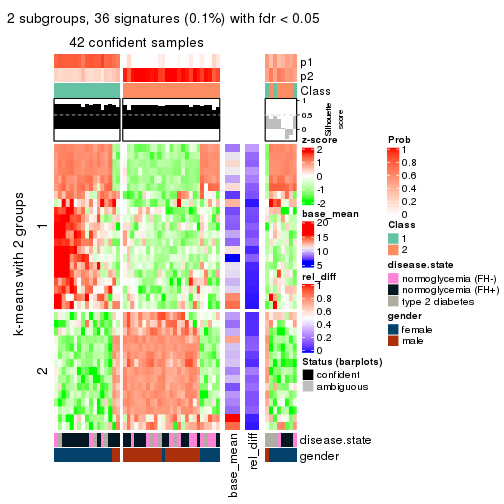 2 subgroups, 36 signatures (0.1%) with fdr < 0.05
42 confident samples
p1
p2
Class
1
0.5
0
Silhouette
score
k-means with 2 groups
1
2
z-score
2
1
0
-1
-2
base_mean
20
15
10
5
rel_diff
1
0.8
0.6
0.4
0.2
0
Status (barplots)
confident
ambiguous
Prob
1
0.8
0.6
0.4
0.2
0
Class
1
2
disease.state
normoglycemia (FH-)
normoglycemia (FH+)
type 2 diabetes
gender
female
male
disease.state
gender
base_mean
rel_diff